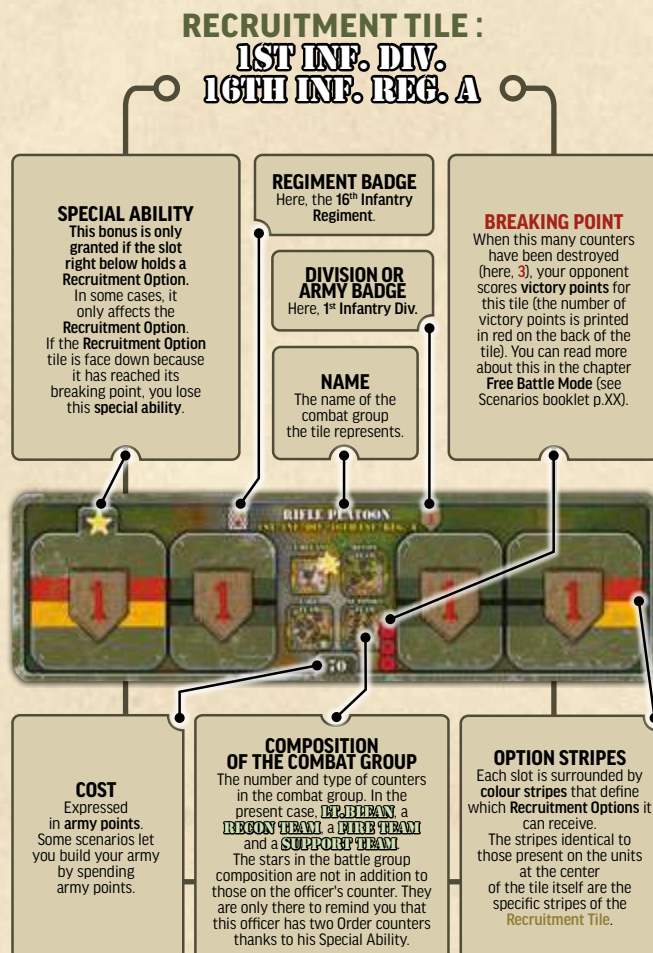 RECRUITMENT TILE :
1ST INF. DIV.
16TH INF. REG. A
SPECIAL ABILITY
This bonus is only
granted if the slot
right below holds a
Recruitment Option.
In some cases, it
only affects the
Recruitment Option.
If the Recruitment Option
tile is face down because
it has reached its
breaking point, you lose
this special ability.
REGIMENT BADGE
Here, the 16th Infantry
Regiment.
DIVISION OR
ARMY BADGE
Here, 1st Infantry Div.
NAME
The name of the
combat group
the tile represents.
BREAKING POINT
When this many counters
have been destroyed
(here, 3), your opponent
scores victory points for
this tile (the number of
victory points is printed
in red on the back of the
tile). You can read more
about this in the chapter
Free Battle Mode (see
Scenarios booklet p.XX).
RIFLE PLATOON
1ST INF. DIV. 16TH INF. REG. A
1
1
1
1
70
COST
Expressed
in army points.
Some scenarios let
you build your army
by spending
army points.
COMPOSITION
OF THE COMBAT GROUP
The number and type of counters
in the combat group. In the
present case, LT.BLEAN, a
RECON TEAM, a FIRE TEAM
and a SUPPORT TEAM
The stars in the battle group
composition are not in addition to
those on the officer's counter. They
are only there to remind you that
this officer has two Order counters
thanks to his Special Ability.
OPTION STRIPES
Each slot is surrounded by
colour stripes that define
which Recruitment Options it
can receive.
The stripes identical to
those present on the units
at the center
of the tile itself are the
specific stripes of the
Recruitment Tile.